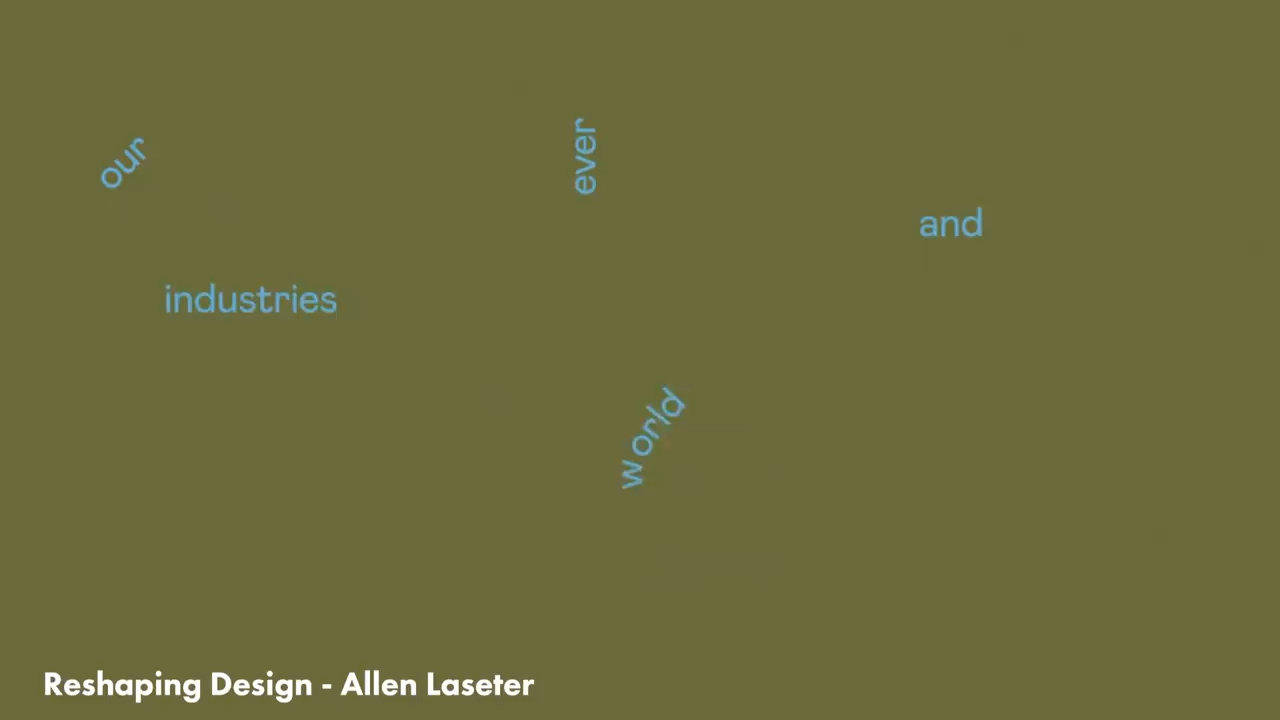 our
ever
and
industries
world
Reshaping Design - Allen Laseter